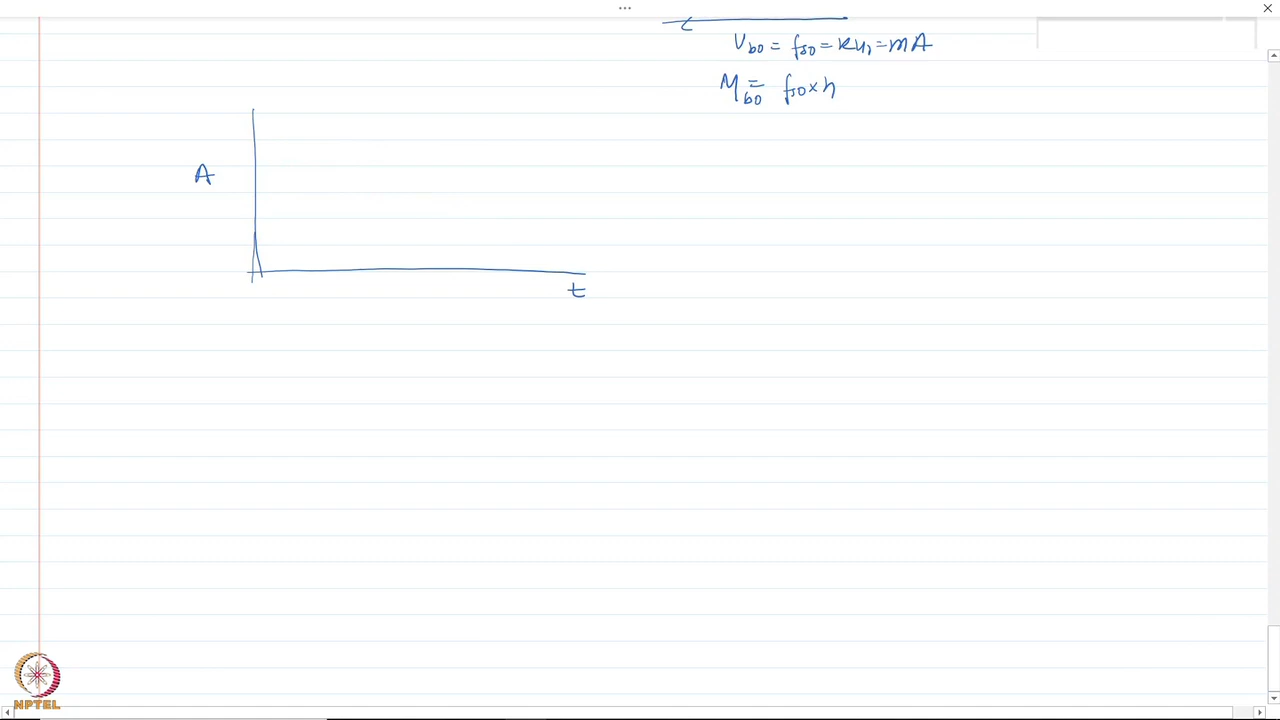 V_b0 = f_s0 = ku_1 = mA
M_b0 = f_s0 × h
A
t
NPTEL